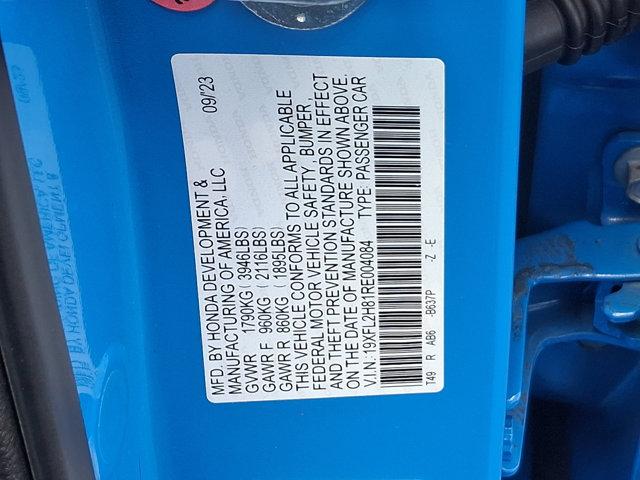 MFD. BY HONDA DEVELOPMENT & 09/'23
MANUFACTURING OF AMERICA, LLC
GVWR 1790KG ( 3946LBS)
GAWR F 960KG ( 2116LBS)
GAWR R 860KG ( 1895LBS)
THIS VEHICLE CONFORMS TO ALL APPLICABLE
FEDERAL MOTOR VEHICLE SAFETY , BUMPER,
AND THEFT PREVENTION STANDARDS IN EFFECT
ON THE DATE OF MANUFACTURE SHOWN ABOVE.
V.I.N: 19XFL2H81RE004084 TYPE: PASSENGER CAR
T49 R AB6 -B637P -Z -E